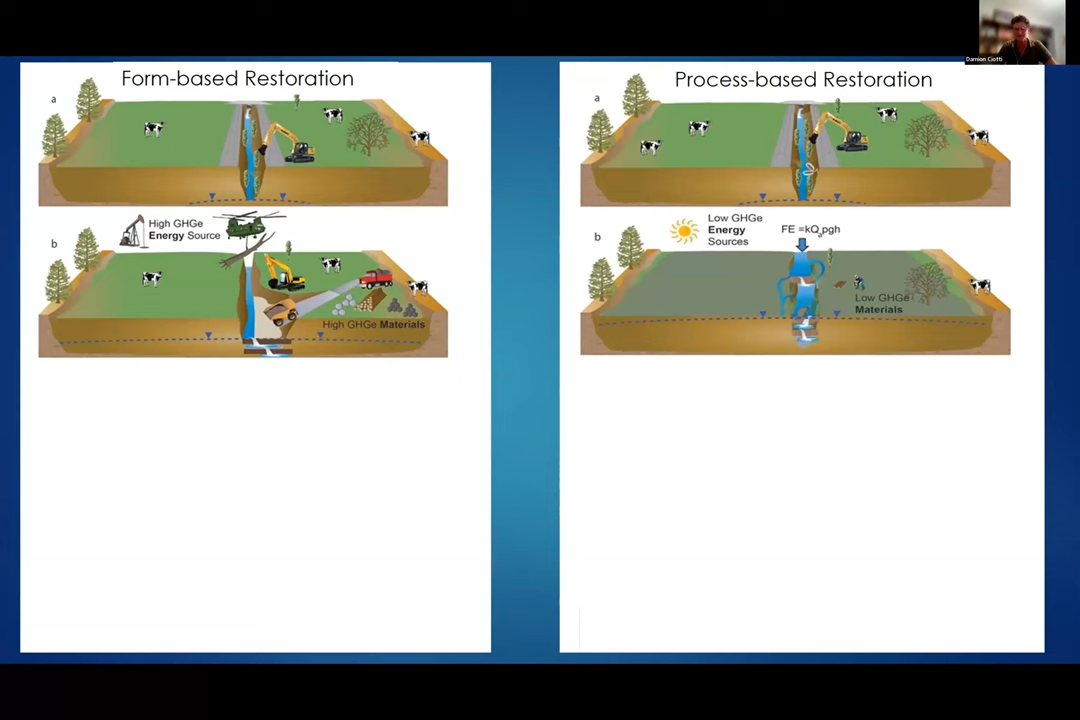 Damion Ciotti
Form-based Restoration
a
High GHGe
Energy Source
b
High GHGe Materials
Process-based Restoration
a
Low GHGe
Energy
Sources
FE =kQapgh
b
Low GHGe
Materials